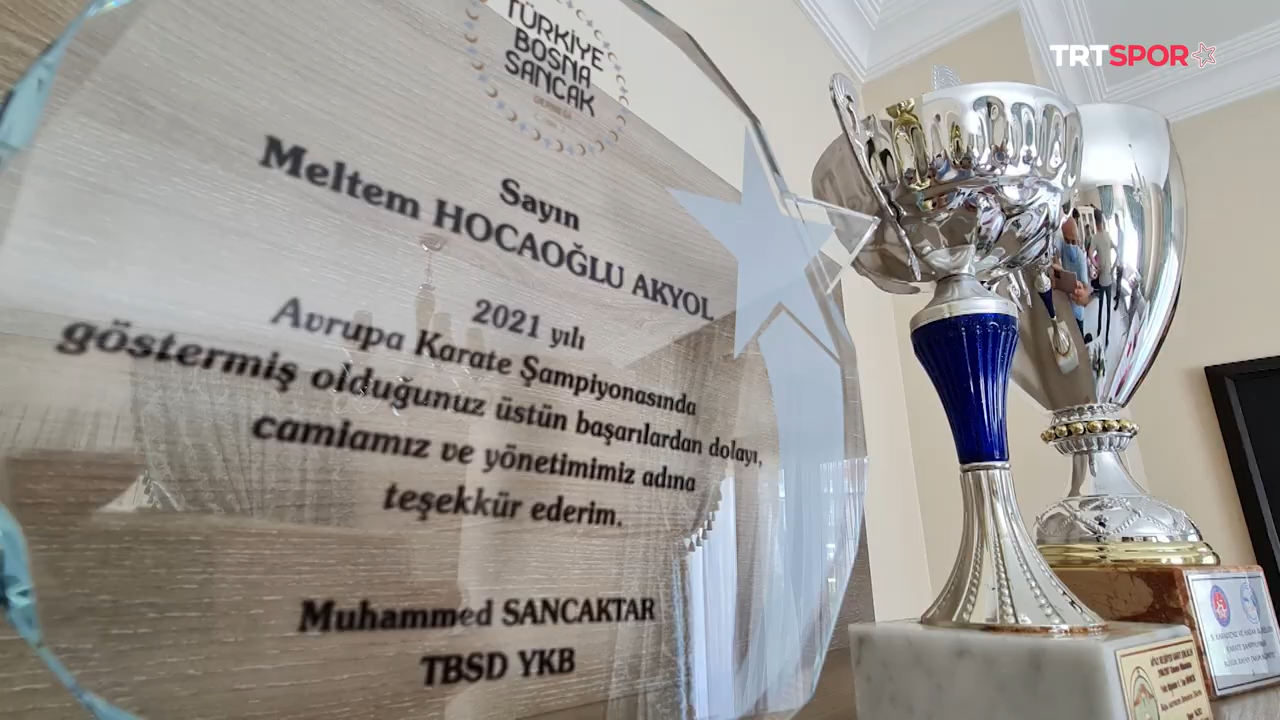 TRTSPOR
TÜRKİYE
BOSNA
SANCAK
Sayın
Meltem HOCAOĞLU AKYOL
2021 yılı
Avrupa Karate Şampiyonasında
göstermiş olduğunuz üstün başarılardan dolayı,
camiamız ve yönetimimiz adına
teşekkür ederim.
Muhammed SANCAKTAR
TBSD YKB